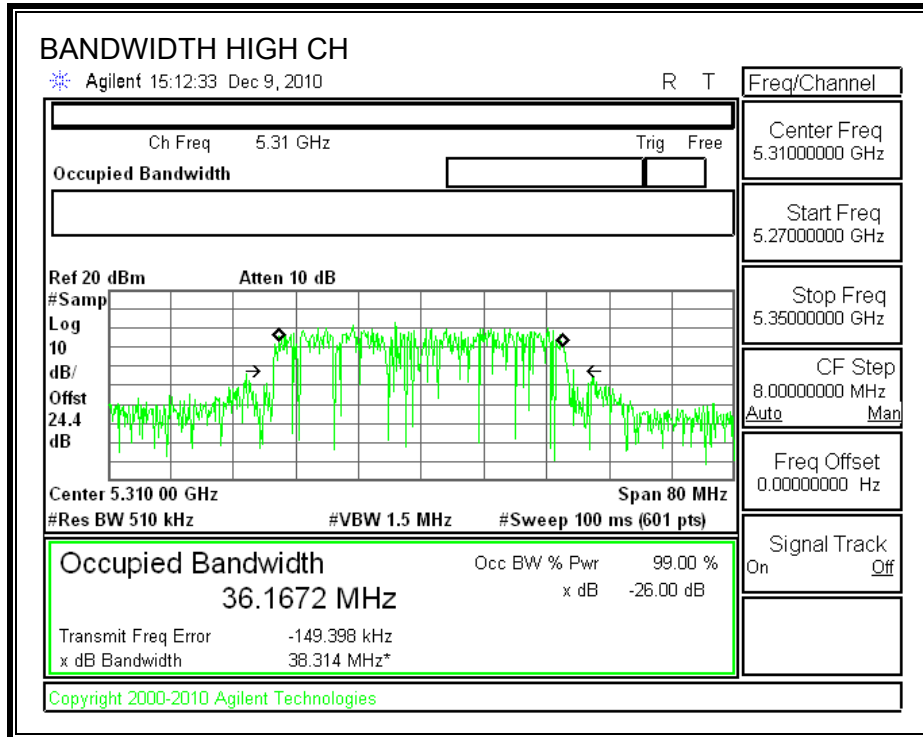 BANDWIDTH HIGH CH
Agilent 15:12:33 Dec 9, 2010 R T
Freq/Channel
Ch Freq 5.31 GHz Trig Free
Occupied Bandwidth
Center Freq
5.31000000 GHz
Start Freq
5.27000000 GHz
Stop Freq
5.35000000 GHz
CF Step
8.00000000 MHz
Auto Man
Freq Offset
0.00000000 Hz
Signal Track
On Off
Ref 20 dBm Atten 10 dB
#Samp
Log
10
dB/
Offst
24.4
dB
Center 5.310 00 GHz Span 80 MHz
#Res BW 510 kHz #VBW 1.5 MHz #Sweep 100 ms (601 pts)
Occupied Bandwidth Occ BW % Pwr 99.00 %
36.1672 MHz x dB -26.00 dB
Transmit Freq Error -149.398 kHz
x dB Bandwidth 38.314 MHz*
Copyright 2000-2010 Agilent Technologies